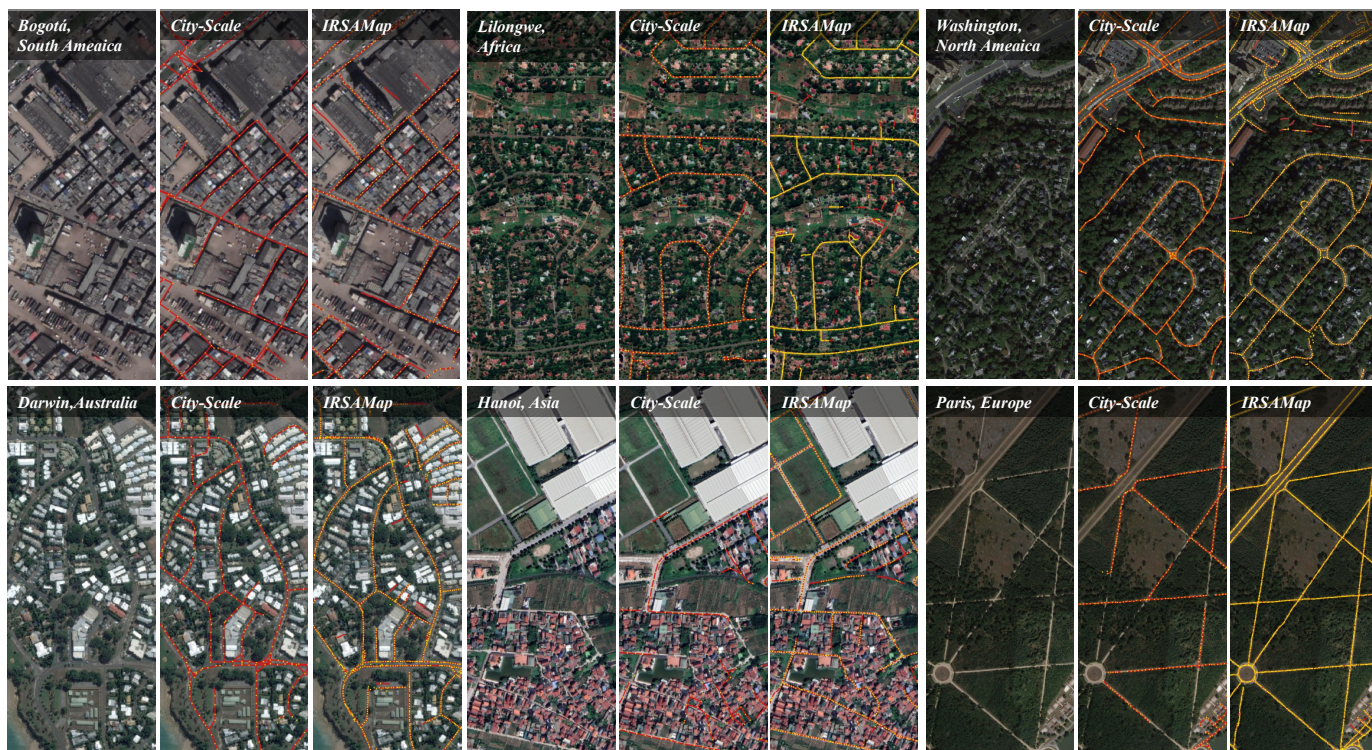 Bogotá,
South Ameaica
City-Scale
IRSAMap
Lilongwe,
Africa
City-Scale
IRSAMap
Washington,
North Ameaica
City-Scale
IRSAMap
Darwin,Australia
City-Scale
IRSAMap
Hanoi, Asia
City-Scale
IRSAMap
Paris, Europe
City-Scale
IRSAMap